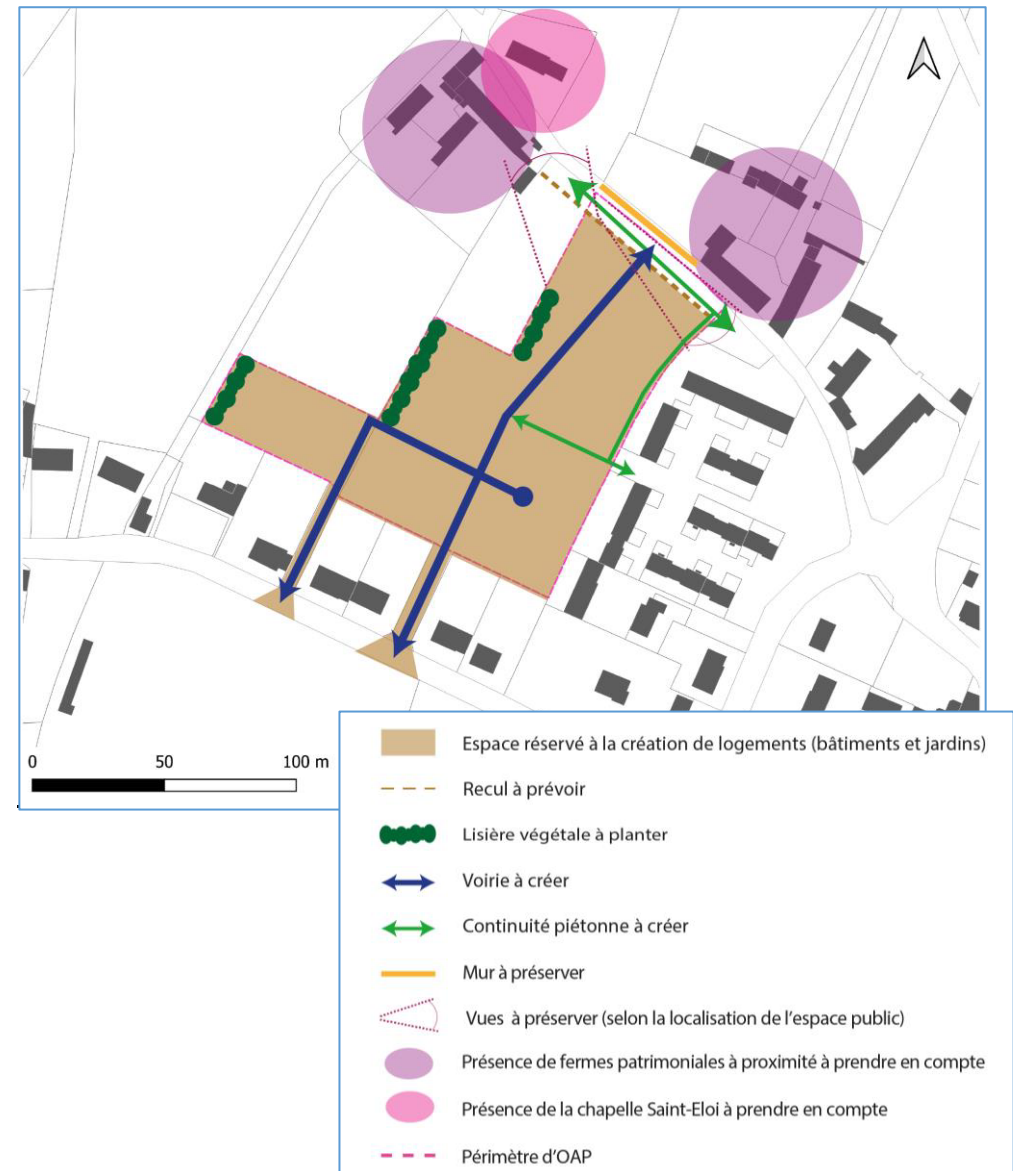 0 50 100 m
Espace réservé à la création de logements (bâtiments et jardins)
Recul à prévoir
Lisière végétale à planter
Voirie à créer
Continuité piétonne à créer
Mur à préserver
Vues à préserver (selon la localisation de l'espace public)
Présence de fermes patrimoniales à proximité à prendre en compte
Présence de la chapelle Saint-Eloi à prendre en compte
Périmètre d'OAP